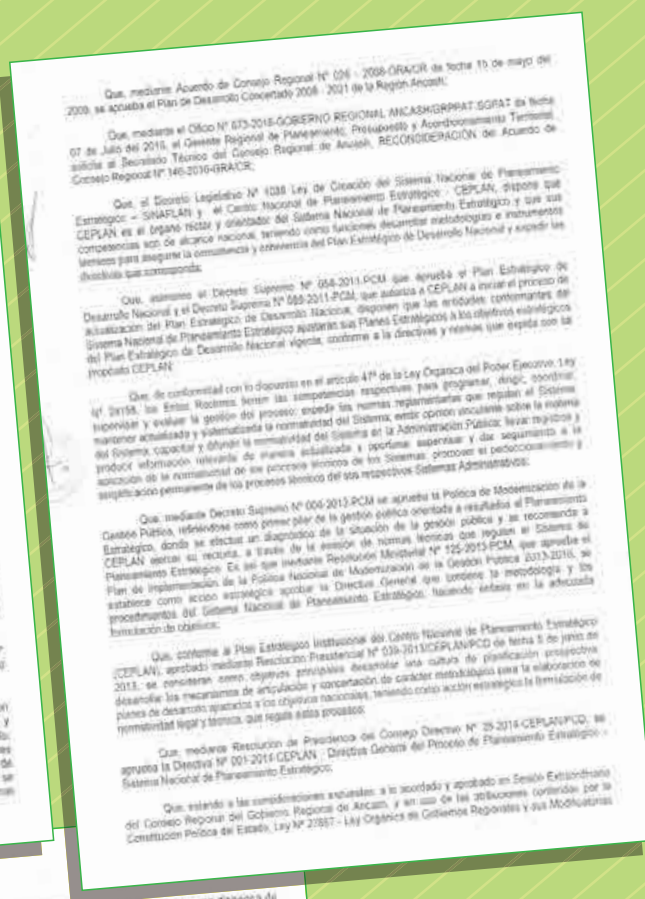 Que, mediante Acuerdo de Consejo Regional N° 026 - 2008-GRA/CR de fecha 15 de mayo del
2008, se aprueba el Plan de Desarrollo Concertado 2008 - 2021 de la Región Ancash;
Que, mediante el Oficio N° 673-2016-GOBIERNO REGIONAL ANCASH/GRPPAT-SGPAT de fecha
07 de Julio del 2016, el Gerente Regional de Planeamiento, Presupuesto y Acondicionamiento Territorial,
solicita al Secretario Técnico del Consejo Regional de Ancash, RECONSIDERACIÓN del Acuerdo de
Consejo Regional N° 146-2016-GRA/CR;
Que, el Decreto Legislativo N° 1088 Ley de Creación del Sistema Nacional de Planeamiento
Estratégico – SINAPLAN y el Centro Nacional de Planeamiento Estratégico - CEPLAN, dispone que
CEPLAN es el órgano rector y orientador del Sistema Nacional de Planeamiento Estratégico y que sus
competencias son de alcance nacional, teniendo como funciones desarrollar metodologías e instrumentos
técnicos para asegurar la consistencia y coherencia del Plan Estratégico de Desarrollo Nacional y expedir las
directivas que corresponda;
Que, asimismo el Decreto Supremo N° 054-2011-PCM que aprueba el Plan Estratégico de
Desarrollo Nacional y el Decreto Supremo N° 089-2011-PCM, que autoriza a CEPLAN a iniciar el proceso de
actualización del Plan Estratégico de Desarrollo Nacional, disponen que las entidades conformantes del
Sistema Nacional de Planeamiento Estratégico ajustarán sus Planes Estratégicos a los objetivos estratégicos
del Plan Estratégico de Desarrollo Nacional vigente, conforme a la directivas y normas que expida con tal
propósito CEPLAN;
Que, de conformidad con lo dispuesto en el artículo 47° de la Ley Orgánica del Poder Ejecutivo, Ley
N° 29158, los Entes Rectores tienen las competencias respectivas para programar, dirigir, coordinar,
supervisar y evaluar la gestión del proceso; expedir las normas reglamentarias que regulan el Sistema;
mantener actualizada y sistematizada la normatividad del Sistema; emitir opinión vinculante sobre la materia
del Sistema; capacitar y difundir la normatividad del Sistema en la Administración Pública; llevar registros y
producir información relevante de manera actualizada y oportuna; supervisar y dar seguimiento a la
aplicación de la normatividad de los procesos técnicos de los Sistemas; promover el perfeccionamiento y
simplificación permanente de los procesos técnicos del sus respectivos Sistemas Administrativos;
Que, mediante Decreto Supremo N° 004-2013-PCM se aprueba la Política de Modernización de la
Gestión Pública, refiriéndose como primer pilar de la gestión pública orientada a resultados al Planeamiento
Estratégico, donde se efectúa un diagnóstico de la situación de la gestión pública y se recomienda a
CEPLAN ejercer su rectoría, a través de la emisión de normas técnicas que regulen el Sistema de
Planeamiento Estratégico. Es así que mediante Resolución Ministerial N° 125-2013-PCM, que aprueba el
Plan de Implementación de la Política Nacional de Modernización de la Gestión Pública 2013-2016, se
establece como acción estratégica aprobar la Directiva General que contiene la metodología y los
procedimientos del Sistema Nacional de Planeamiento Estratégico, haciendo énfasis en la adecuada
formulación de objetivos;
Que, conforme al Plan Estratégico Institucional del Centro Nacional de Planeamiento Estratégico
(CEPLAN), aprobado mediante Resolución Presidencial N° 039-2013/CEPLAN/PCD de fecha 5 de junio de
2013, se consideran como objetivos principales desarrollar una cultura de planificación prospectiva,
desarrollar los mecanismos de articulación y concertación de carácter metodológico para la elaboración de
planes de desarrollo ajustados a los objetivos nacionales, teniendo como acción estratégica la formulación de
normatividad legal y técnica, que regule estos procesos;
Que, mediante Resolución de Presidencia del Consejo Directivo N° 26-2014-CEPLAN/PCD, se
aprueba la Directiva N° 001-2014-CEPLAN - Directiva General del Proceso de Planeamiento Estratégico -
Sistema Nacional de Planeamiento Estratégico;
Que, estando a las consideraciones expuestas, a lo acordado y aprobado en Sesión Extraordinaria
del Consejo Regional del Gobierno Regional de Ancash, y en uso de las atribuciones conferidas por la
Constitución Política del Estado, Ley N° 27867 - Ley Orgánica de Gobiernos Regionales y sus Modificatorias